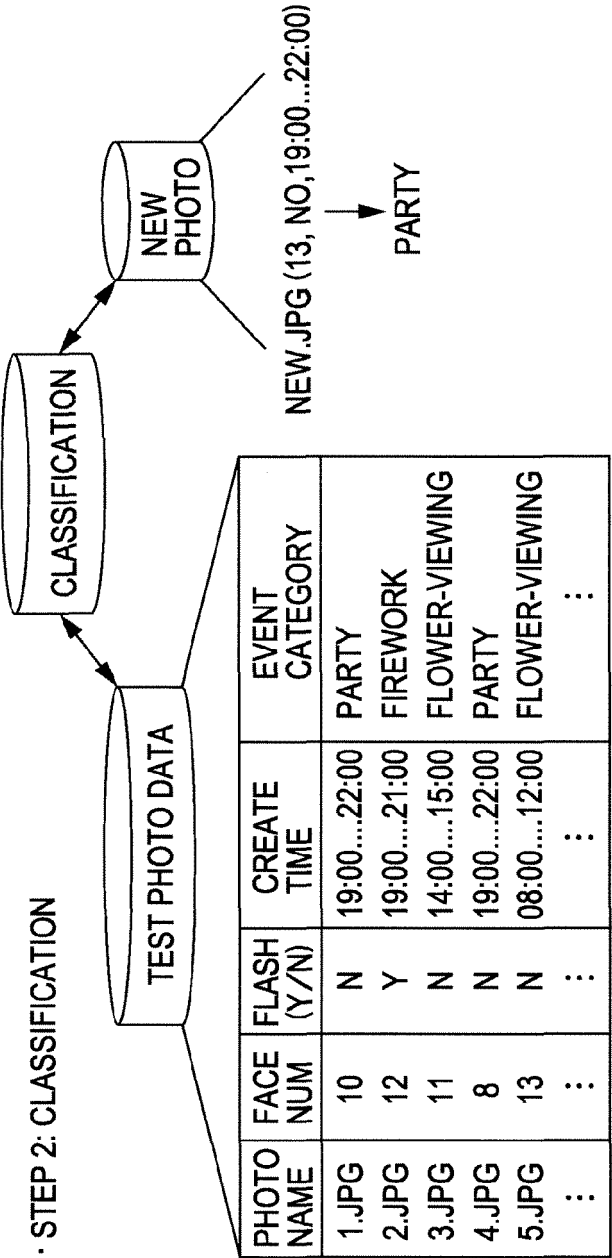 · STEP 2: CLASSIFICATION
CLASSIFICATION
TEST PHOTO DATA
NEW
PHOTO
PHOTO NAME FACE NUM FLASH (Y/N) CREATE TIME EVENT CATEGORY
1.JPG 10 N 19:00....22:00 PARTY
2.JPG 12 Y 19:00....21:00 FIREWORK
3.JPG 11 N 14:00....15:00 FLOWER-VIEWING
4.JPG 8 N 19:00....22:00 PARTY
5.JPG 13 N 08:00....12:00 FLOWER-VIEWING
: : : : :
NEW.JPG (13, NO,19:00...22:00)
PARTY